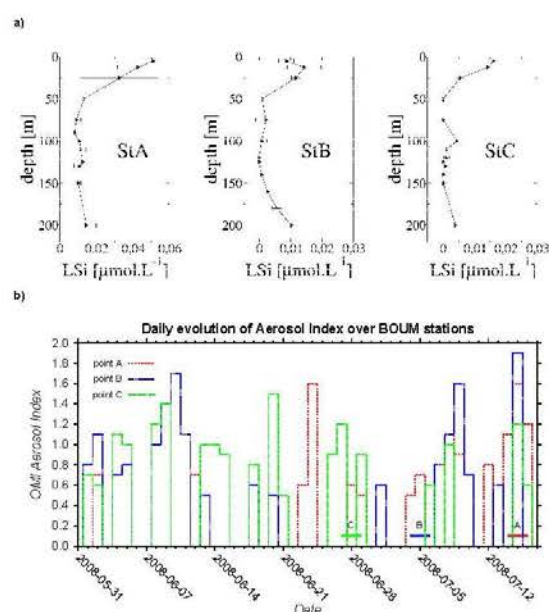 a)
0
50
100
150
200
depth [m]
StA
0 0,02 0,04 0,06
LSi [µmol.L⁻¹]
0
50
100
150
200
depth [m]
StB
0 0,01 0,02 0,03
LSi [µmol.L⁻¹]
0
50
100
150
200
depth [m]
StC
0 0,01 0,02 0,03
LSi [µmol.L⁻¹]
b)
Daily evolution of Aerosol Index over BOUM stations
OMI Aerosol Index
2.0
1.8
1.6
1.4
1.2
1.0
0.8
0.6
0.4
0.2
0.0
point A
point B
point C
C B A
2008-05-31 2008-06-07 2008-06-14 2008-06-21 2008-06-28 2008-07-05 2008-07-12
Date